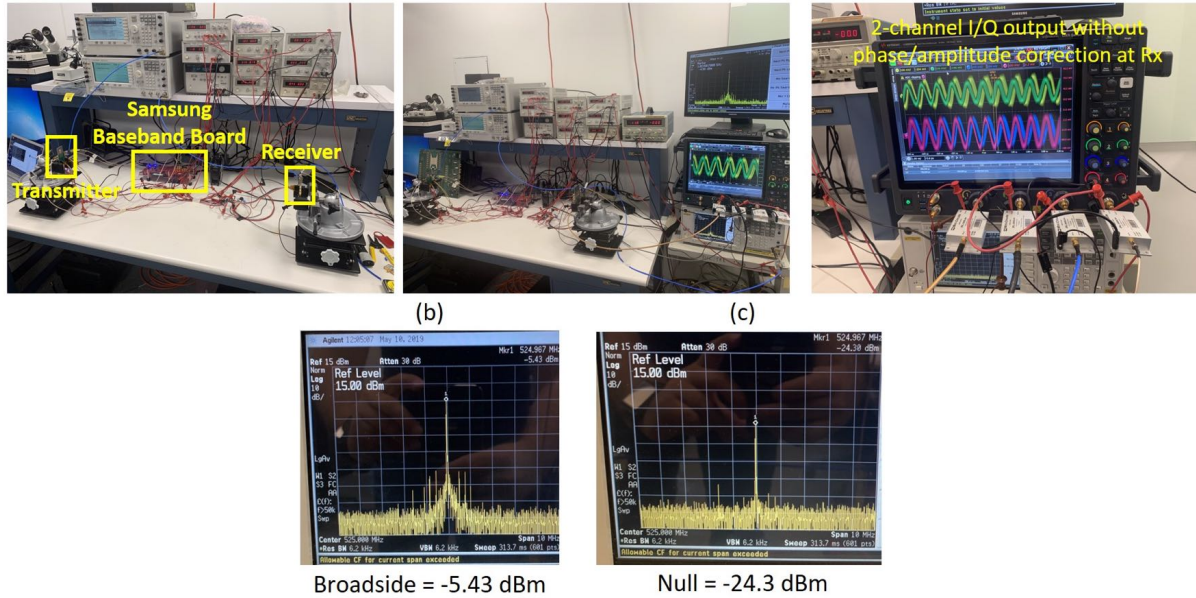 2-channel I/Q output without
phase/amplitude correction at Rx
Samsung
Baseband Board
Receiver
Transmitter
(b)
(c)
Agilent 12:05:07 May 10, 2019
Mkr1 524.967 MHz
Ref 15 dBm
Atten 30 dB
-5.43 dBm
Norm
Log
10
dB/
Ref Level
15.00 dBm
LgAv
W1 S2
S3 FC
AA
£(f):
f>50k
Swp
Center
525.000 MHz
Span 10 MHz
#Res BW 6.2 kHz
VBW 6.2 kHz
Sweep 313.7 ms (601 pts)
Allowable CF for current span exceeded
Mkr1 524.967 MHz
Ref 15 dBm
Atten 30 dB
-24.30 dBm
Norm
Log
10
dB/
Ref Level
15.00 dBm
LgAv
W1 S2
S3 FC
AA
£(f):
f>50k
Swp
Center
525.000 MHz
Span 10 MHz
#Res BW 6.2 kHz
VBW 6.2 kHz
Sweep 313.7 ms (601 pts)
Allowable CF for current span exceeded
Broadside = -5.43 dBm
Null = -24.3 dBm